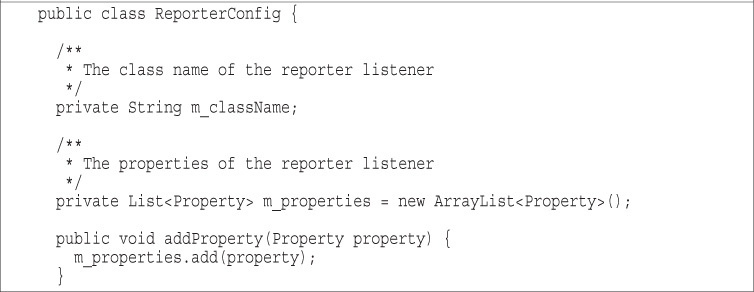 public class ReporterConfig {
/**
* The class name of the reporter listener
*/
private String m_className;
/**
* The properties of the reporter listener
*/
private List<Property> m_properties = new ArrayList<Property>();
public void addProperty(Property property) {
m_properties.add(property);
}